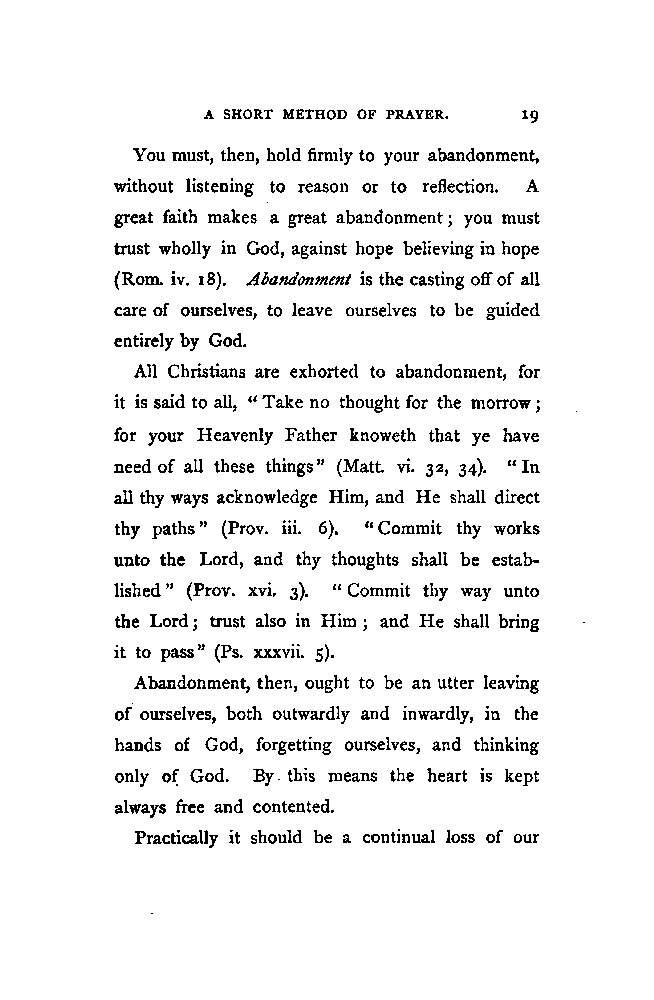 A SHORT METHOD OF PRAYER. 19
You must, then, hold firmly to your abandonment,
without listening to reason or to reflection. A
great faith makes a great abandonment; you must
trust wholly in God, against hope believing in hope
(Rom. iv. 18). Abandonment is the casting off of all
care of ourselves, to leave ourselves to be guided
entirely by God.
All Christians are exhorted to abandonment, for
it is said to all, "Take no thought for the morrow;
for your Heavenly Father knoweth that ye have
need of all these things" (Matt. vi. 32, 34). "In
all thy ways acknowledge Him, and He shall direct
thy paths" (Prov. iii. 6). "Commit thy works
unto the Lord, and thy thoughts shall be estab-
lished" (Prov. xvi. 3). "Commit thy way unto
the Lord; trust also in Him; and He shall bring
it to pass" (Ps. xxxvii. 5).
Abandonment, then, ought to be an utter leaving
of ourselves, both outwardly and inwardly, in the
hands of God, forgetting ourselves, and thinking
only of God. By this means the heart is kept
always free and contented.
Practically it should be a continual loss of our